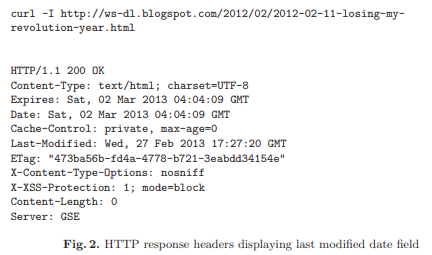 curl -I http://ws-dl.blogspot.com/2012/02/2012-02-11-losing-my-
revolution-year.html
HTTP/1.1 200 OK
Content-Type: text/html; charset=UTF-8
Expires: Sat, 02 Mar 2013 04:04:09 GMT
Date: Sat, 02 Mar 2013 04:04:09 GMT
Cache-Control: private, max-age=0
Last-Modified: Wed, 27 Feb 2013 17:27:20 GMT
ETag: "473ba56b-fd4a-4778-b721-3eabdd34154e"
X-Content-Type-Options: nosniff
X-XSS-Protection: 1; mode=block
Content-Length: 0
Server: GSE
Fig. 2. HTTP response headers displaying last modified date field